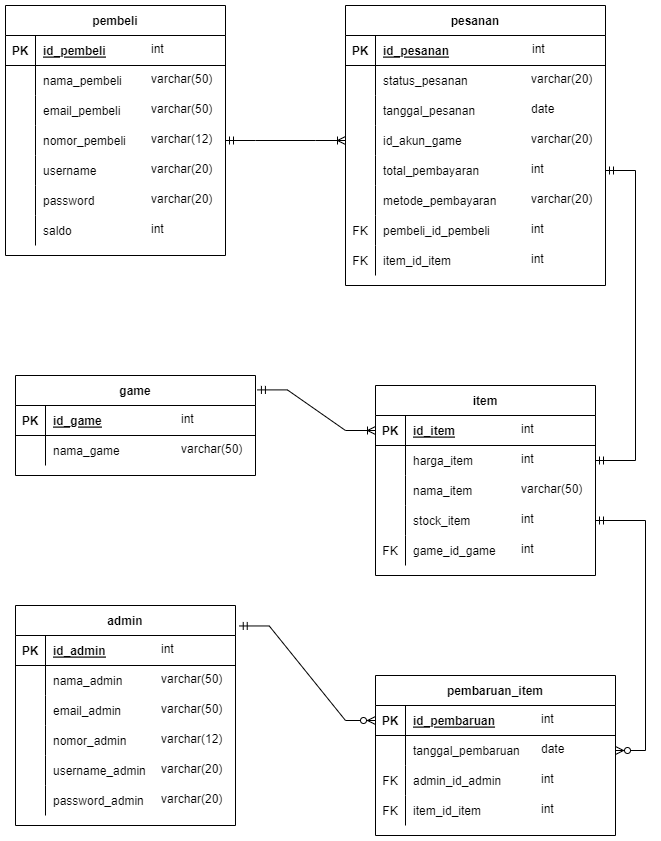 pembeli
PK id_pembeli int
nama_pembeli varchar(50)
email_pembeli varchar(50)
nomor_pembeli varchar(12)
username varchar(20)
password varchar(20)
saldo int
pesanan
PK id_pesanan int
status_pesanan varchar(20)
tanggal_pesanan date
id_akun_game varchar(20)
total_pembayaran int
metode_pembayaran varchar(20)
FK pembeli_id_pembeli int
FK item_id_item int
game
PK id_game int
nama_game varchar(50)
item
PK id_item int
harga_item int
nama_item varchar(50)
stock_item int
FK game_id_game int
admin
PK id_admin int
nama_admin varchar(50)
email_admin varchar(50)
nomor_admin varchar(12)
username_admin varchar(20)
password_admin varchar(20)
pembaruan_item
PK id_pembaruan int
tanggal_pembaruan date
FK admin_id_admin int
FK item_id_item int